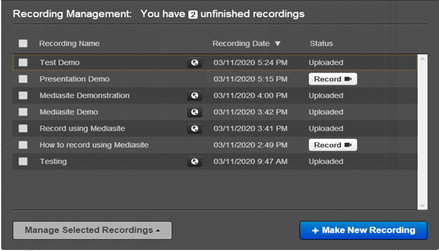 Recording Management: You have 2 unfinished recordings
Recording Name Recording Date ▼ Status
Test Demo 03/11/2020 5:24 PM Uploaded
Presentation Demo 03/11/2020 5:15 PM Record
Mediasite Demonstration 03/11/2020 4:00 PM Uploaded
Mediasite Demo 03/11/2020 3:42 PM Uploaded
Record using Mediasite 03/11/2020 3:41 PM Uploaded
How to record using Mediasite 03/11/2020 2:49 PM Record
Testing 03/11/2020 9:47 AM Uploaded
Manage Selected Recordings
+ Make New Recording